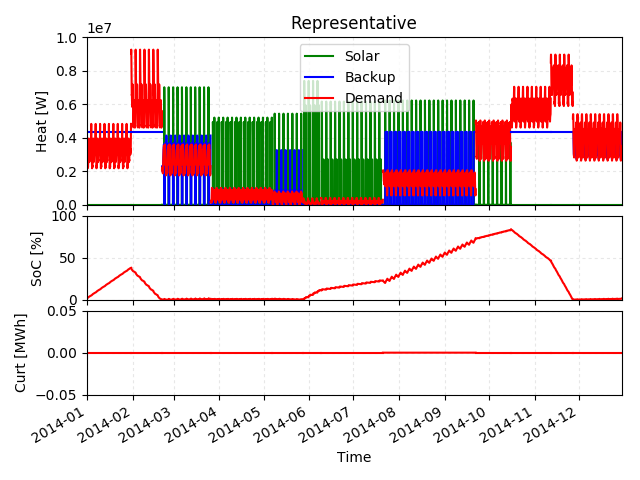 Representative
1e7
1.0
0.8
0.6
0.4
0.2
0.0
Heat [W]
Solar
Backup
Demand
100
50
0
SoC [%]
0.05
0.00
−0.05
Curt [MWh]
2014-01
2014-02
2014-03
2014-04
2014-05
2014-06
2014-07
2014-08
2014-09
2014-10
2014-11
2014-12
Time